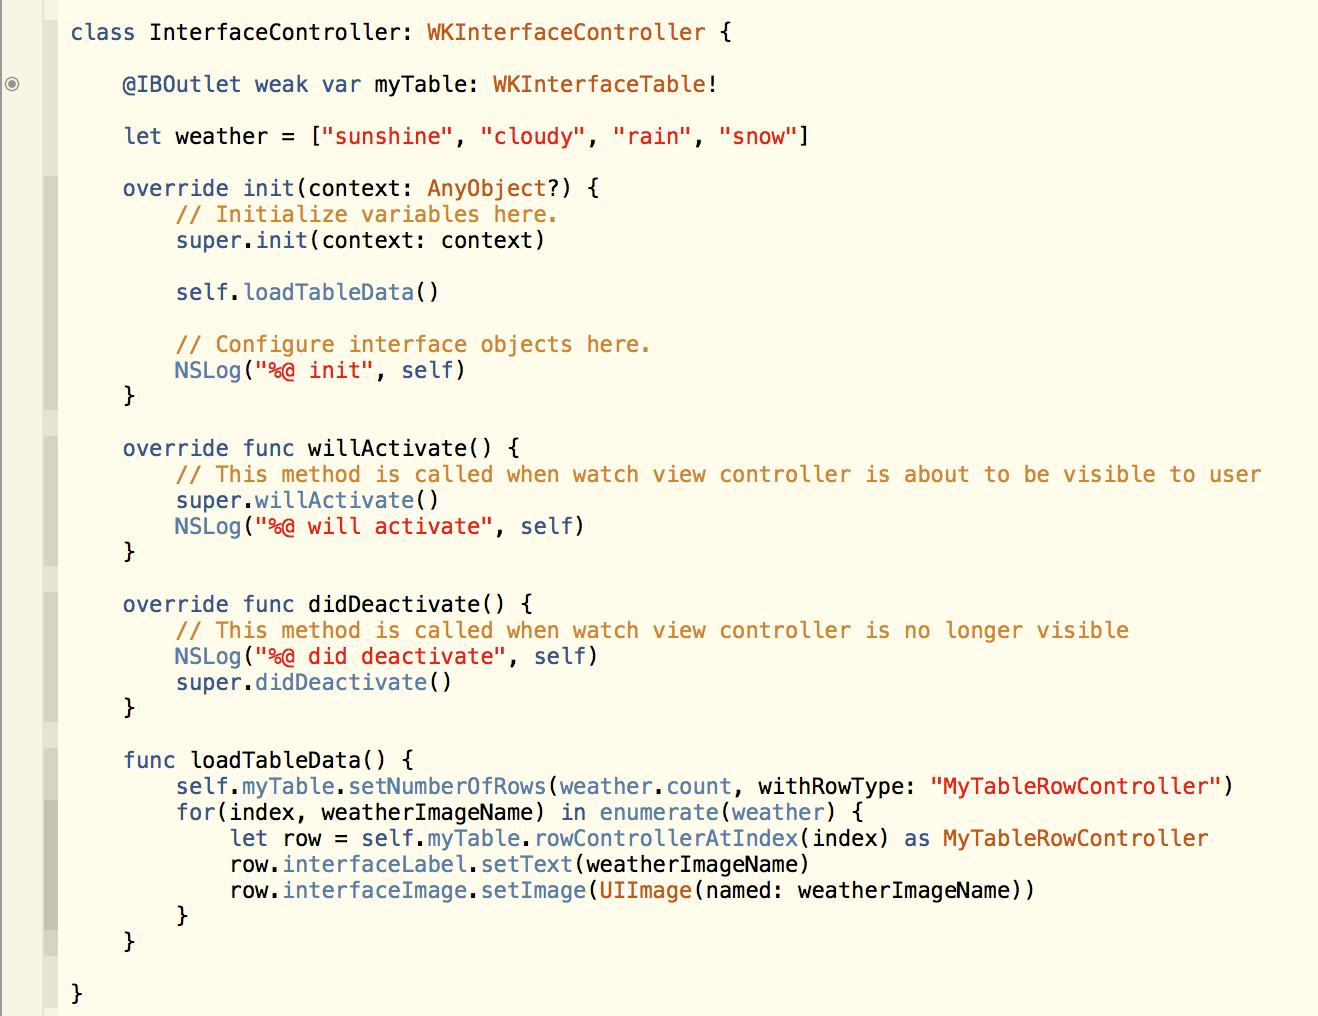 class InterfaceController: WKInterfaceController {
@IBOutlet weak var myTable: WKInterfaceTable!
let weather = ["sunshine", "cloudy", "rain", "snow"]
override init(context: AnyObject?) {
// Initialize variables here.
super.init(context: context)
self.loadTableData()
// Configure interface objects here.
NSLog("%@ init", self)
}
override func willActivate() {
// This method is called when watch view controller is about to be visible to user
super.willActivate()
NSLog("%@ will activate", self)
}
override func didDeactivate() {
// This method is called when watch view controller is no longer visible
NSLog("%@ did deactivate", self)
super.didDeactivate()
}
func loadTableData() {
self.myTable.setNumberOfRows(weather.count, withRowType: "MyTableRowController")
for(index, weatherImageName) in enumerate(weather) {
let row = self.myTable.rowControllerAtIndex(index) as MyTableRowController
row.interfaceLabel.setText(weatherImageName)
row.interfaceImage.setImage(UIImage(named: weatherImageName))
}
}
}